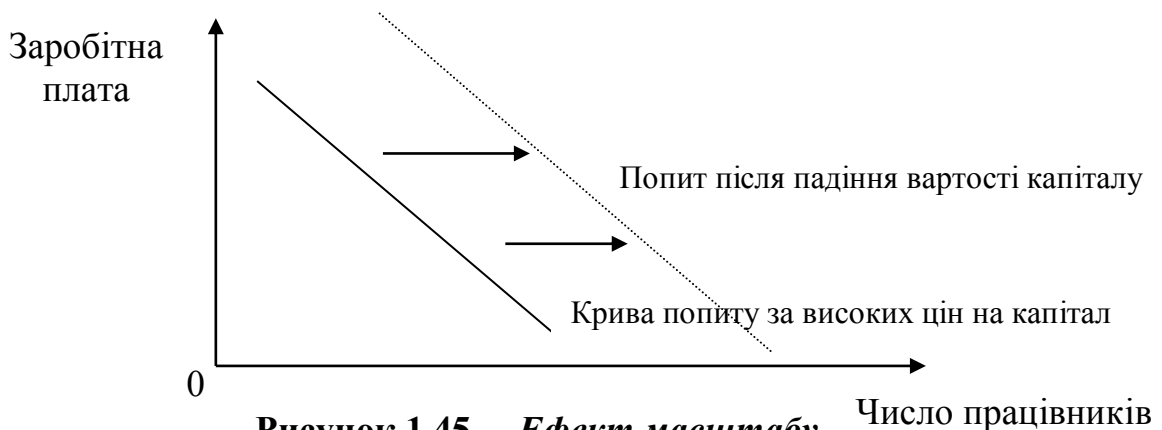 Заробітна
плата
Попит після падіння вартості капіталу
Крива попиту за високих цін на капітал
0
Число працівників
Рисунок 1.45 Ефект масштабу